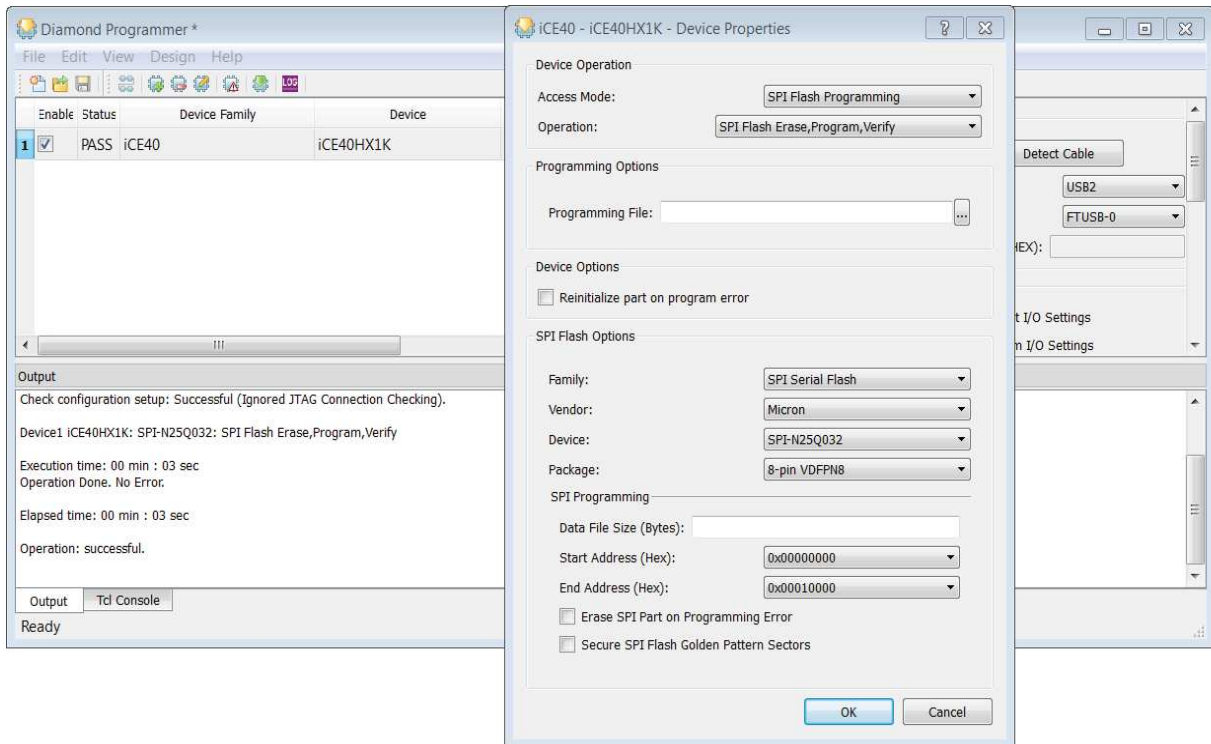 Diamond Programmer *
File Edit View Design Help
LOG
Enable Status Device Family Device
1 PASS iCE40 iCE40HX1K
Output
Check configuration setup: Successful (Ignored JTAG Connection Checking).
Device1 iCE40HX1K: SPI-N25Q032: SPI Flash Erase,Program,Verify
Execution time: 00 min : 03 sec
Operation Done. No Error.
Elapsed time: 00 min : 03 sec
Operation: successful.
Output Tcl Console
Ready
iCE40 - iCE40HX1K - Device Properties
Device Operation
Access Mode: SPI Flash Programming
Operation: SPI Flash Erase,Program,Verify
Programming Options
Programming File: ...
Device Options
Reinitialize part on program error
SPI Flash Options
Family: SPI Serial Flash
Vendor: Micron
Device: SPI-N25Q032
Package: 8-pin VDFPN8
SPI Programming
Data File Size (Bytes):
Start Address (Hex): 0x00000000
End Address (Hex): 0x00010000
Erase SPI Part on Programming Error
Secure SPI Flash Golden Pattern Sectors
OK Cancel
Detect Cable
USB2
FTUSB-0
HEX):
t I/O Settings
m I/O Settings